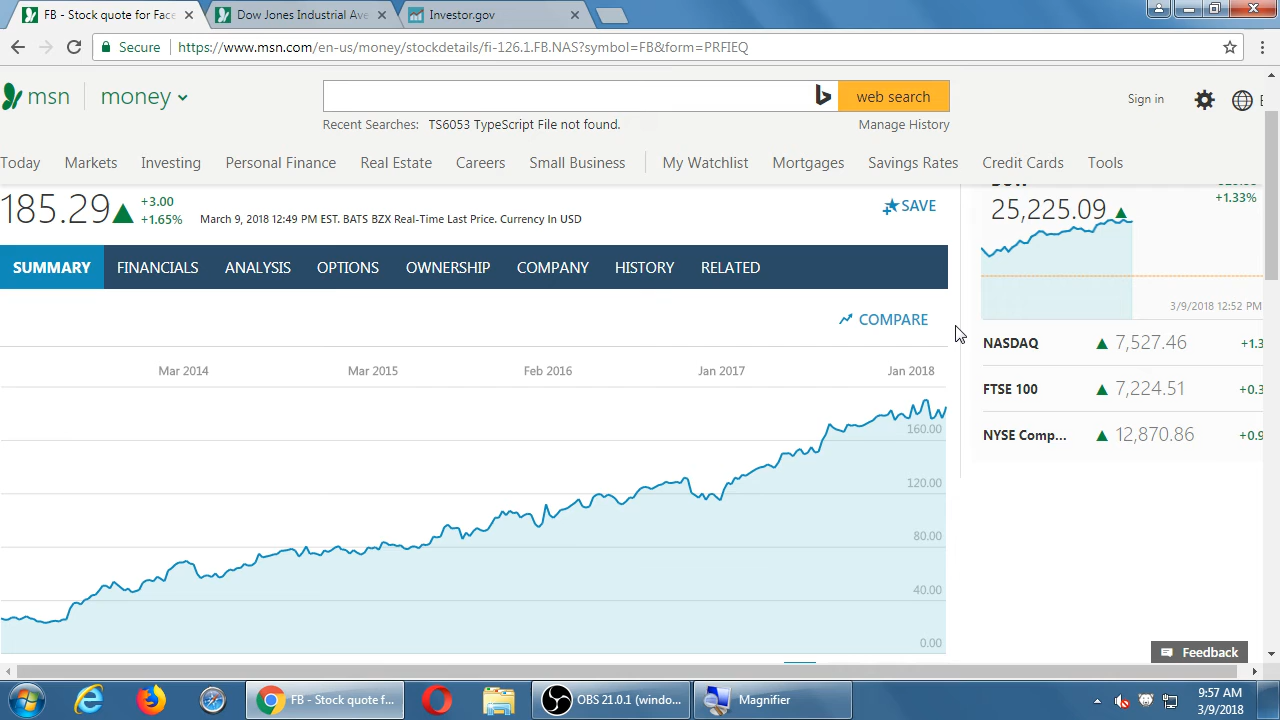 FB - Stock quote for Face
Dow Jones Industrial Ave
Investor.gov
Secure
https://www.msn.com/en-us/money/stockdetails/fi-126.1.FB.NAS?symbol=FB&form=PRFIEQ
msn
money
web search
Sign in
Recent Searches: TS6053 TypeScript File not found.
Manage History
Today Markets Investing Personal Finance Real Estate Careers Small Business My Watchlist Mortgages Savings Rates Credit Cards Tools
185.29
+3.00
+1.65%
March 9, 2018 12:49 PM EST. BATS BZX Real-Time Last Price. Currency In USD
SAVE
+1.33%
25,225.09
SUMMARY FINANCIALS ANALYSIS OPTIONS OWNERSHIP COMPANY HISTORY RELATED
3/9/2018 12:52 PM
COMPARE
NASDAQ 7,527.46 +1.3
FTSE 100 7,224.51 +0.3
NYSE Comp... 12,870.86 +0.9
Mar 2014 Mar 2015 Feb 2016 Jan 2017 Jan 2018
160.00
120.00
80.00
40.00
0.00
Feedback
FB - Stock quote f...
OBS 21.0.1 (windo...
Magnifier
9:57 AM
3/9/2018